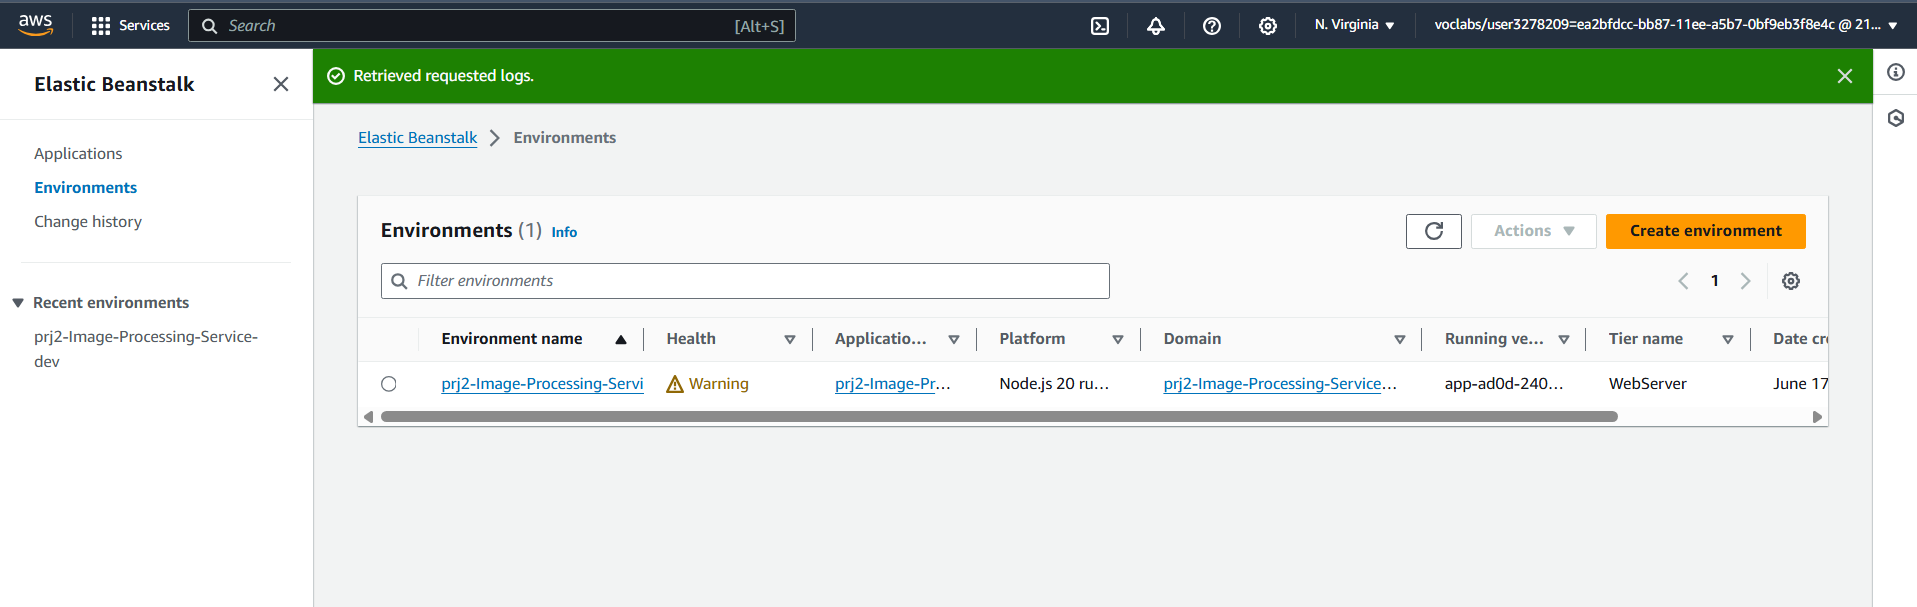 aws
Services
Search
[Alt+S]
N. Virginia
voclabs/user3278209=ea2bfdcc-bb87-11ee-a5b7-0bf9eb3f8e4c @ 21...
Elastic Beanstalk
Applications
Environments
Change history
Recent environments
prj2-Image-Processing-Service-
dev
Retrieved requested logs.
Elastic Beanstalk
Environments
Environments (1) Info
Actions
Create environment
Filter environments
1
Environment name
Health
Applicatio...
Platform
Domain
Running ve...
Tier name
Date cr
prj2-Image-Processing-Servi
Warning
prj2-Image-Pr...
Node.js 20 ru...
prj2-Image-Processing-Service...
app-ad0d-240...
WebServer
June 17